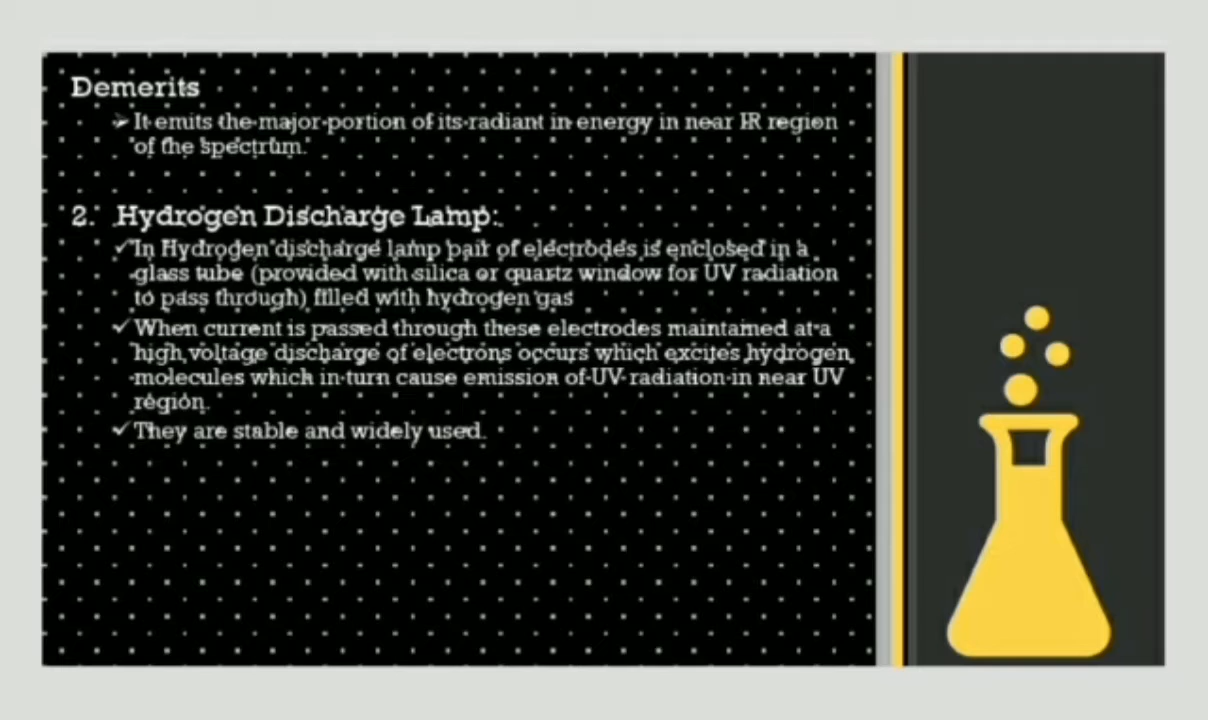 Demerits
➢ It emits the major portion of its radiant in energy in near IR region
of the spectrum.
2. Hydrogen Discharge Lamp:
✓ In Hydrogen discharge lamp pair of electrodes is enclosed in a
glass tube (provided with silica or quartz window for UV radiation
to pass through) filled with hydrogen gas
✓ When current is passed through these electrodes maintained at a
high voltage discharge of electrons occurs which excites hydrogen
molecules which in turn cause emission of UV radiation in near UV
region.
✓ They are stable and widely used.